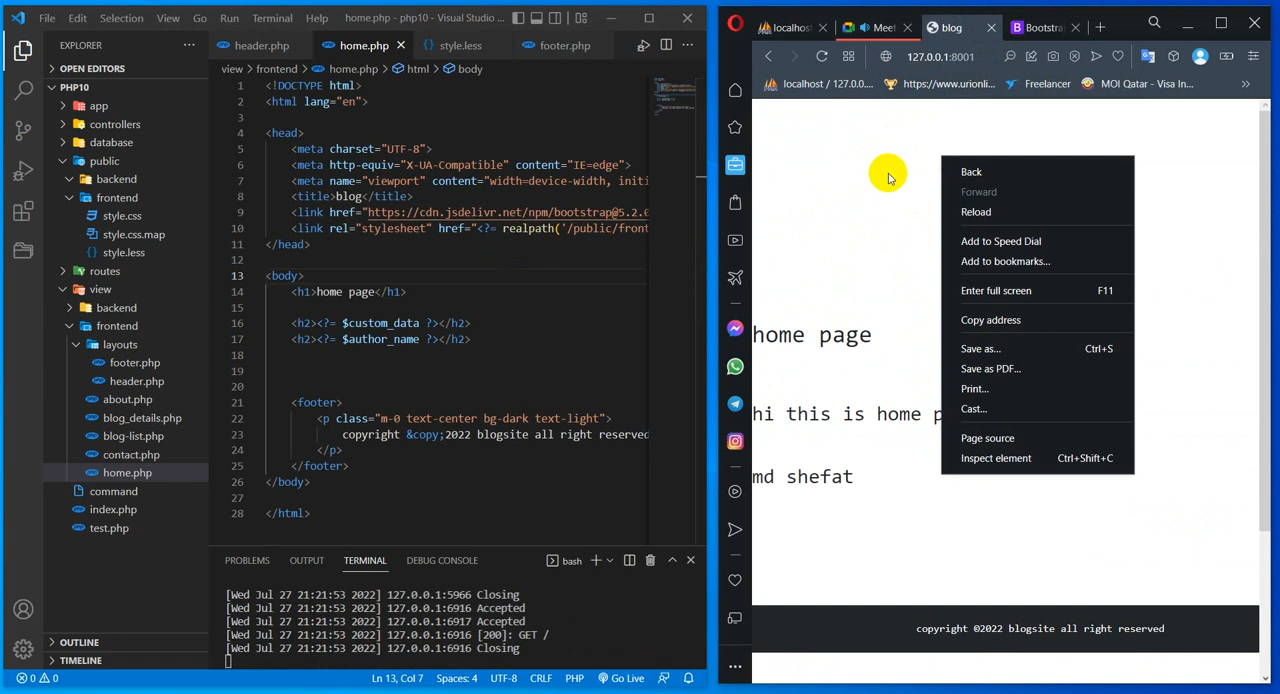 File Edit Selection View Go Run Terminal home.php - php10 - Visual Studio ...
localhost Meet blog Bootstra
EXPLORER
header.php home.php style.less footer.php
127.0.0.1:8001
OPEN EDITORS
view > frontend > home.php > html > body
localhost / 127.0.0.... https://www.urionli... Freelancer MOI Qatar - Visa In...
PHP10
app
controllers
database
public
backend
frontend
style.css
style.css.map
style.less
routes
view
backend
frontend
layouts
footer.php
header.php
about.php
blog_details.php
blog-list.php
contact.php
home.php
command
index.php
test.php
OUTLINE
TIMELINE
1 <!DOCTYPE html>
2 <html lang="en">
3
4 <head>
5 <meta charset="UTF-8">
6 <meta http-equiv="X-UA-Compatible" content="IE=edge">
7 <meta name="viewport" content="width=device-width, initi
8 <title>blog</title>
9 <link href="https://cdn.jsdelivr.net/npm/bootstrap@5.2.0
10 <link rel="stylesheet" href="<?= realpath('/public/front
11 </head>
12
13 <body>
14 <h1>home page</h1>
15
16 <h2><?= $custom_data ?></h2>
17 <h2><?= $author_name ?></h2>
18
19
20
21 <footer>
22 <p class="m-0 text-center bg-dark text-light">
23 copyright &copy;2022 blogsite all right reserved
24 </p>
25 </footer>
26 </body>
27
28 </html>
PROBLEMS OUTPUT TERMINAL DEBUG CONSOLE bash
[Wed Jul 27 21:21:53 2022] 127.0.0.1:5966 Closing
[Wed Jul 27 21:21:53 2022] 127.0.0.1:6916 Accepted
[Wed Jul 27 21:21:53 2022] 127.0.0.1:6917 Accepted
[Wed Jul 27 21:21:53 2022] 127.0.0.1:6916 [200]: GET /
[Wed Jul 27 21:21:53 2022] 127.0.0.1:6916 Closing
0 0 Ln 13, Col 7 Spaces: 4 UTF-8 CRLF PHP Go Live
home page
hi this is home p
md shefat
copyright ©2022 blogsite all right reserved
Back
Forward
Reload
Add to Speed Dial
Add to bookmarks...
Enter full screen F11
Copy address
Save as... Ctrl+S
Save as PDF...
Print...
Cast...
Page source
Inspect element Ctrl+Shift+C